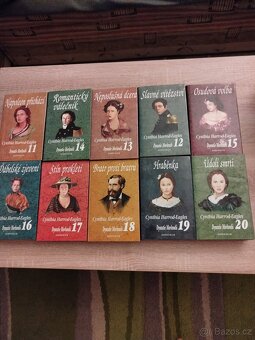 Napoleon přichází
Cynthia Harrod-Eagles
11
Dynastie Morlandů
Romantický
válečník
Cynthia Harrod-Eagles
14
Dynastie Morlandů
Neposlušná dcera
Cynthia Harrod-Eagles
13
Dynastie Morlandů
Slavné vítězství
Cynthia Harrod-Eagles
12
Dynastie Morlandů
Osudová volba
Cynthia Harrod-Eagles
15
Dynastie Morlandů
Ďábelské zjevení
Cynthia Harrod-Eagles
Dynastie Morlandů 16
Stín prokletí
Cynthia Harrod-Eagles
Dynastie Morlandů 17
Bratr proti bratru
Cynthia Harrod-Eagles
Dynastie Morlandů 18
Hraběnka
Cynthia Harrod-Eagles
Dynastie Morlandů 19
Údolí smrti
Cynthia Harrod-Eagles
Dynastie Morlandů 20
sbazar.cz